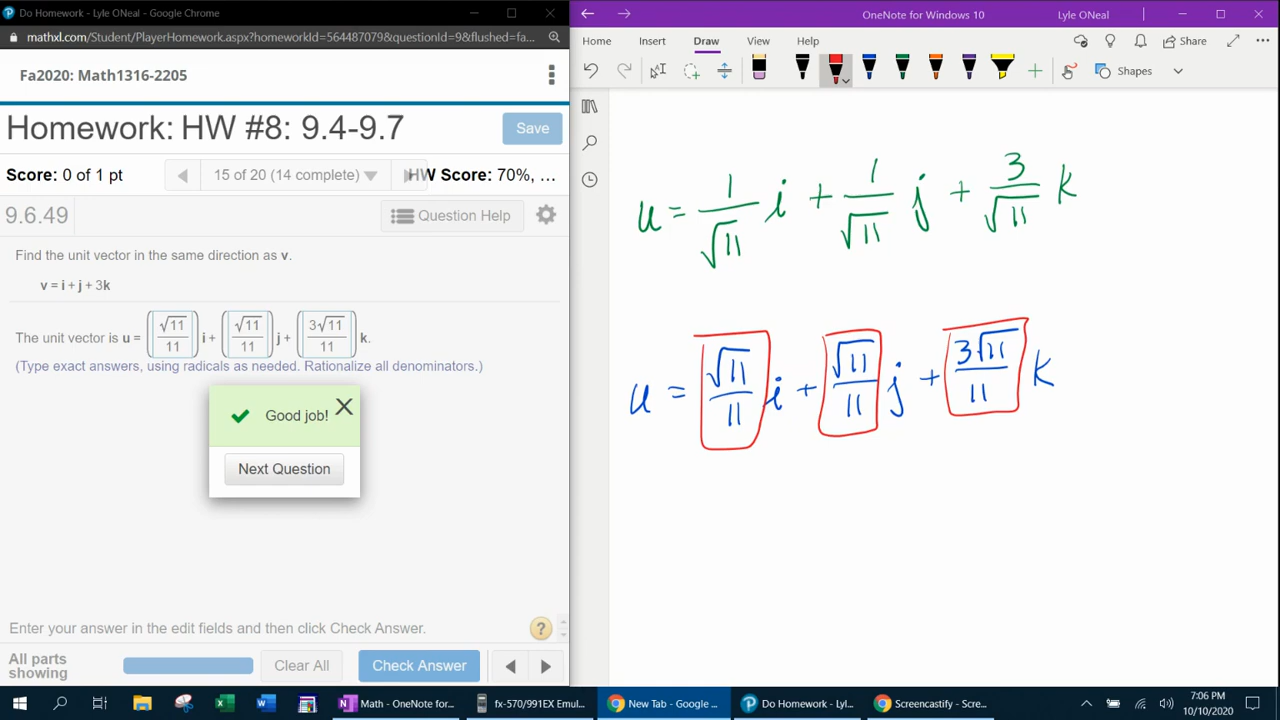 Do Homework - Lyle ONeal - Google Chrome
mathxl.com/Student/PlayerHomework.aspx?homeworkId=564487079&questionId=9&flushed=fa...
Fa2020: Math1316-2205
Homework: HW #8: 9.4-9.7
Save
Score: 0 of 1 pt
15 of 20 (14 complete)
HW Score: 70%, ...
9.6.49
Question Help
Find the unit vector in the same direction as v.
v = i + j + 3k
The unit vector is u = (√11/11) i + (√11/11) j + (3√11/11) k.
(Type exact answers, using radicals as needed. Rationalize all denominators.)
Good job!
Next Question
Enter your answer in the edit fields and then click Check Answer.
?
All parts showing
Clear All
Check Answer
OneNote for Windows 10
Lyle ONeal
Home Insert Draw View Help
Share
Shapes
u = 1/√11 i + 1/√11 j + 3/√11 k
u = √11/11 i + √11/11 j + 3√11/11 k
Math - OneNote for...
fx-570/991EX Emul...
New Tab - Google ...
Do Homework - Lyl...
Screencastify - Scre...
7:06 PM
10/10/2020